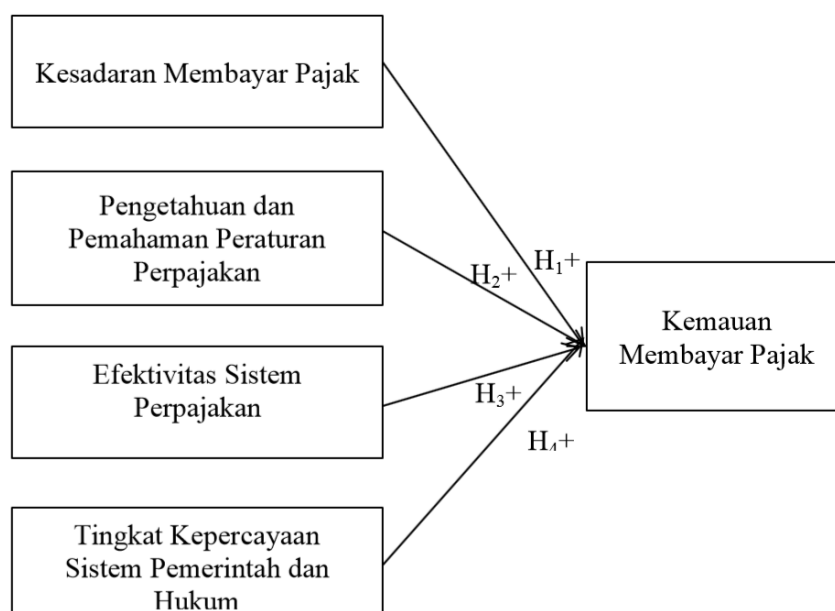 Kesadaran Membayar Pajak
Pengetahuan dan
Pemahaman Peraturan
Perpajakan
H₁+
H₂+
Kemauan
Membayar Pajak
Efektivitas Sistem
Perpajakan
H₃+
H₄+
Tingkat Kepercayaan
Sistem Pemerintah dan
Hukum